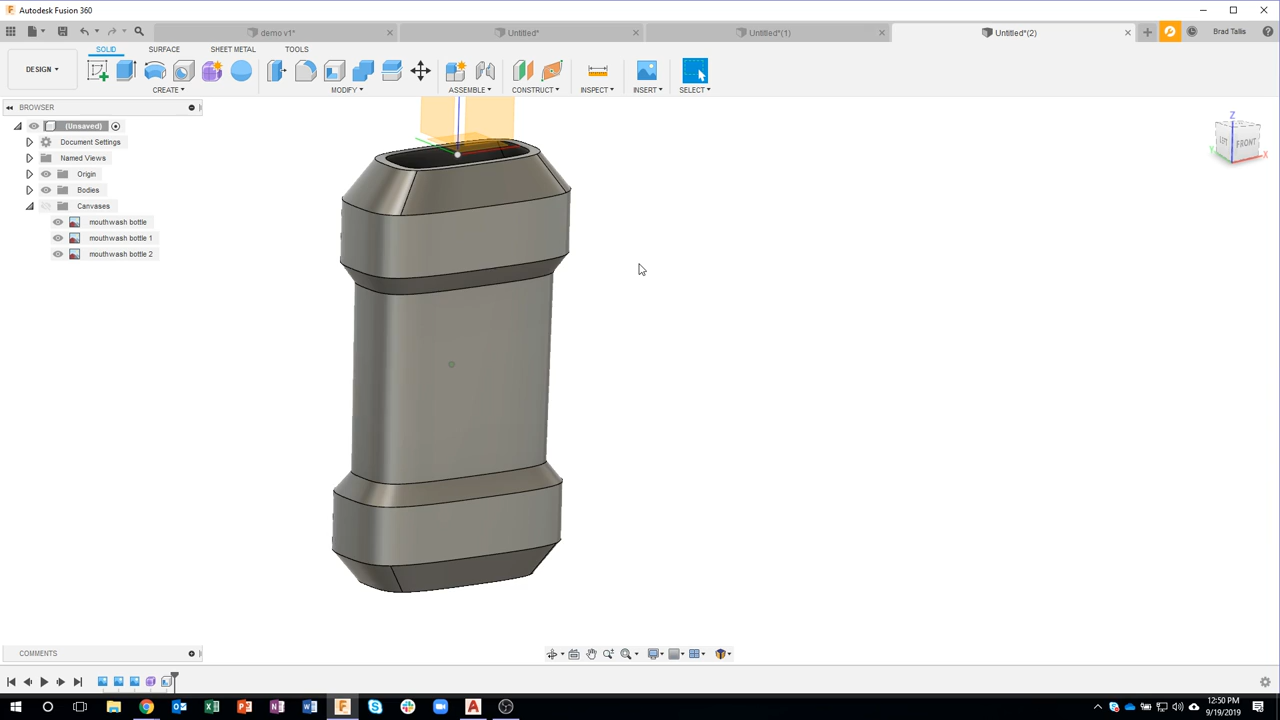 Autodesk Fusion 360
demo v1*
Untitled*
Untitled*(1)
Untitled*(2)
Brad Tallis
SOLID
SURFACE
SHEET METAL
TOOLS
DESIGN
CREATE
MODIFY
ASSEMBLE
CONSTRUCT
INSPECT
INSERT
SELECT
BROWSER
(Unsaved)
Document Settings
Named Views
Origin
Bodies
Canvases
mouthwash bottle
mouthwash bottle 1
mouthwash bottle 2
Z
FRONT
X
COMMENTS
12:50 PM
9/19/2019